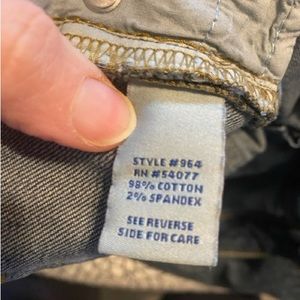 STYLE #964
RN #54077
98% COTTON
2% SPANDEX
SEE REVERSE
SIDE FOR CARE